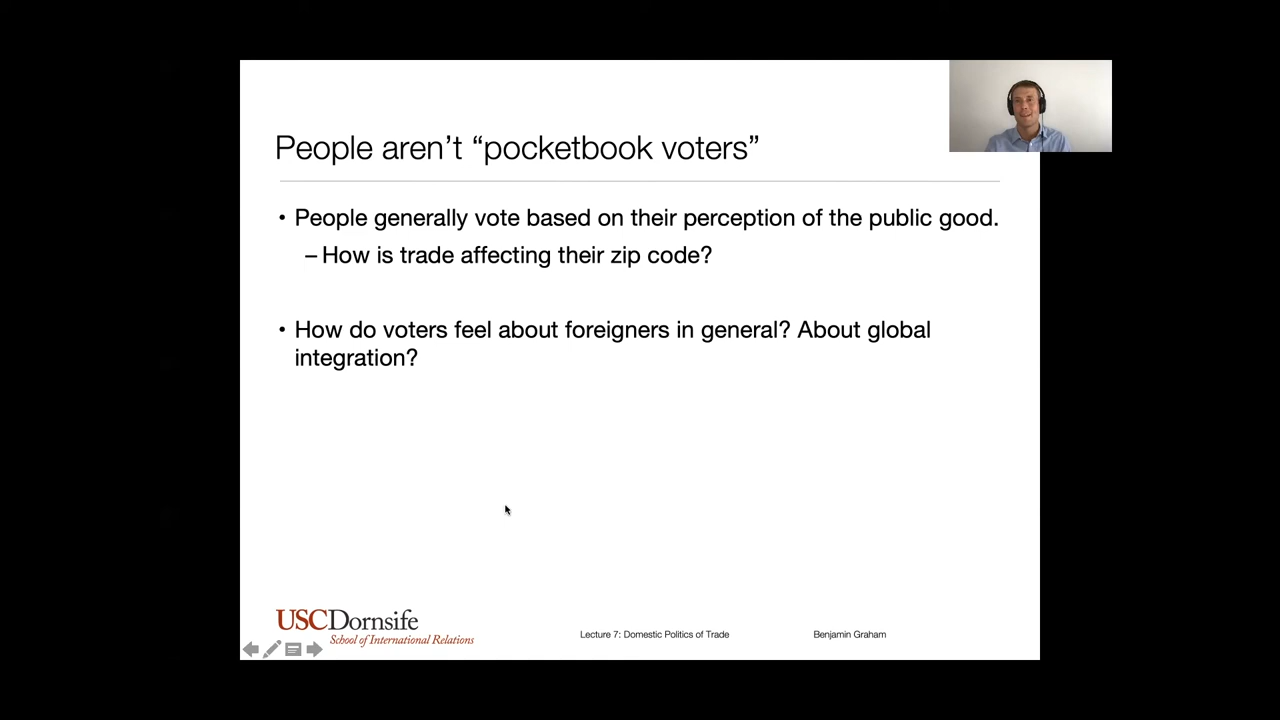 People aren’t “pocketbook voters”
• People generally vote based on their perception of the public good.
– How is trade affecting their zip code?
• How do voters feel about foreigners in general? About global
integration?
USCDornsife
School of International Relations
Lecture 7: Domestic Politics of Trade
Benjamin Graham